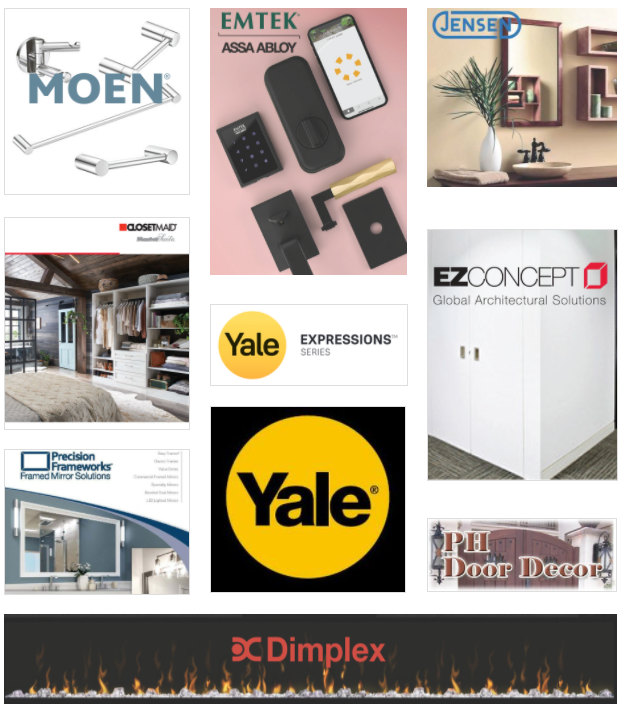 MOEN®
EMTEK®
ASSA ABLOY
JENSEN
CLOSETMAID
EZCONCEPT
Global Architectural Solutions
Yale
EXPRESSIONS™
SERIES
Precision
Frameworks
Framed Mirror Solutions
Yale®
PH
Door Decor
Dimplex